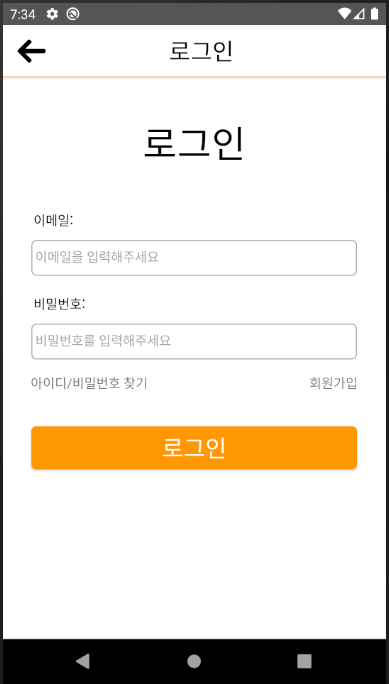 7:34
로그인
로그인
이메일:
이메일을 입력해주세요
비밀번호:
비밀번호를 입력해주세요
아이디/비밀번호 찾기 회원가입
로그인